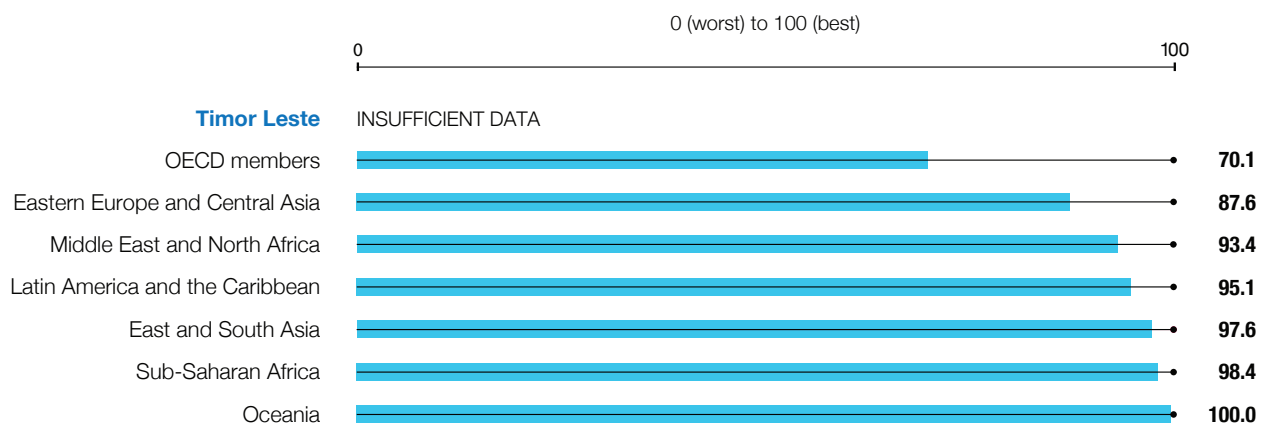 0 (worst) to 100 (best)
0 100
Timor Leste INSUFFICIENT DATA
OECD members 70.1
Eastern Europe and Central Asia 87.6
Middle East and North Africa 93.4
Latin America and the Caribbean 95.1
East and South Asia 97.6
Sub-Saharan Africa 98.4
Oceania 100.0